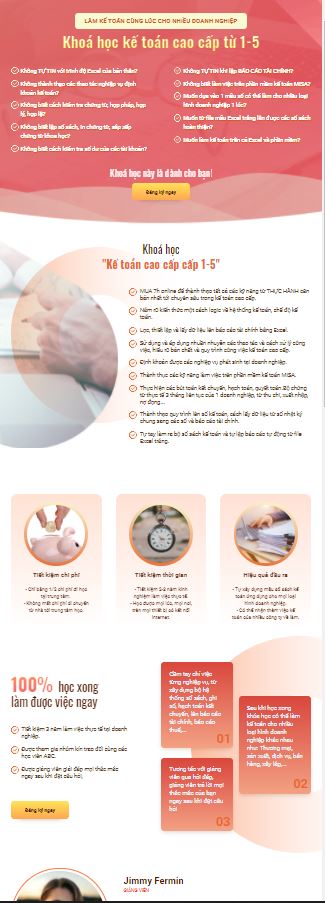 LÀM KẾ TOÁN CÙNG LÚC CHO NHIỀU DOANH NGHIỆP
Khoá học kế toán cao cấp từ 1-5
Không TỰ TIN với trình độ Excel của bản thân?
Không thành thạo các thao tác nghiệp vụ định
khoản kế toán?
Không biết cách kiểm tra chứng từ, hợp pháp, hợp
lý, hợp lệ?
Không biết cách lập sổ sách, in chứng từ, sắp xếp
chứng từ khoa học?
Không biết cách kiểm tra số dư của các tài khoản?
Không TỰ TIN khi lập BÁO CÁO TÀI CHÍNH?
Không biết làm việc trên phần mềm kế toán MISA?
Muốn dựa vào 1 mẫu sổ có thể làm cho nhiều loại
hình doanh nghiệp 1 lúc?
Muốn từ file mẫu Excel trắng lên được các sổ sách
hoàn thiện?
Muốn làm kế toán trên cả Excel và phần mềm?
Khoá học này là dành cho bạn!
Đăng ký ngay
Khoá học
"Kế toán cao cấp cấp 1-5"
MUA 7h online để thành thạo tất cả các kỹ năng từ THỰC HÀNH căn
bản nhất tới chuyên sâu trong kế toán cao cấp.
Nắm rõ kiến thức một cách logic về hệ thống kế toán, chế độ kế
toán.
Lọc, thiết lập và lấy dữ liệu lên báo cáo tài chính bằng Excel.
Sử dụng và áp dụng nhuần nhuyễn các thao tác và cách xử lý công
việc, hiểu rõ bản chất và quy trình công việc kế toán cao cấp.
Định khoản được các nghiệp vụ phát sinh tại doanh nghiệp.
Thành thục các kỹ năng làm việc trên phần mềm kế toán MISA.
Thực hiện các bút toán kết chuyển, hạch toán, quyết toán. Bộ chứng
từ thực tế 3 tháng liên tục của 1 doanh nghiệp, từ thu chi, xuất nhập,
nợ đọng...
Thành thạo quy trình lên sổ kế toán, cách lấy dữ liệu từ sổ nhật ký
chung sang các sổ và báo cáo tài chính.
Tự tay làm ra bộ sổ sách kế toán và tự lập báo cáo tự động từ file
Excel trắng.
Tiết kiệm chi phí
- Chỉ bằng 1/3 chi phí đi học
tại trung tâm.
- Không mất chi phí di chuyển
từ nhà tới trung tâm học.
Tiết kiệm thời gian
- Tiết kiệm 1-2 năm kinh
nghiệm làm việc thực tế.
- Học được mọi lúc, mọi nơi,
trên mọi thiết bị có kết nối
Internet.
Hiệu quả đầu ra
- Tự xây dựng mẫu sổ sách kế
toán ứng dụng cho mọi loại
hình doanh nghiệp.
- Có thể nhận thêm việc kế
toán của nhiều công ty về làm.
100% học xong
làm được việc ngay
Tiết kiệm 3 năm làm việc thực tế tại doanh
nghiệp.
Được tham gia nhóm kín trao đổi cùng các
học viên ABC.
Được giảng viên giải đáp mọi thắc mắc
ngay sau khi đặt câu hỏi.
Đăng ký ngay
Cầm tay chỉ việc
từng nghiệp vụ, từ
xây dựng bộ hệ
thống sổ sách, ghi
sổ, hạch toán kết
chuyển, lên báo cáo
tài chính, báo cáo
thuế,...
01
Sau khi học xong
khóa học có thể làm
kế toán cho nhiều
loại hình doanh
nghiệp khác nhau
như: Thương mại,
sản xuất, dịch vụ, bán
hàng, xây lắp,...
02
Tương tác với giảng
viên qua hỏi đáp,
giảng viên trả lời mọi
thắc mắc của bạn
ngay sau khi đặt câu
hỏi
03
Jimmy Fermin
GIẢNG VIÊN